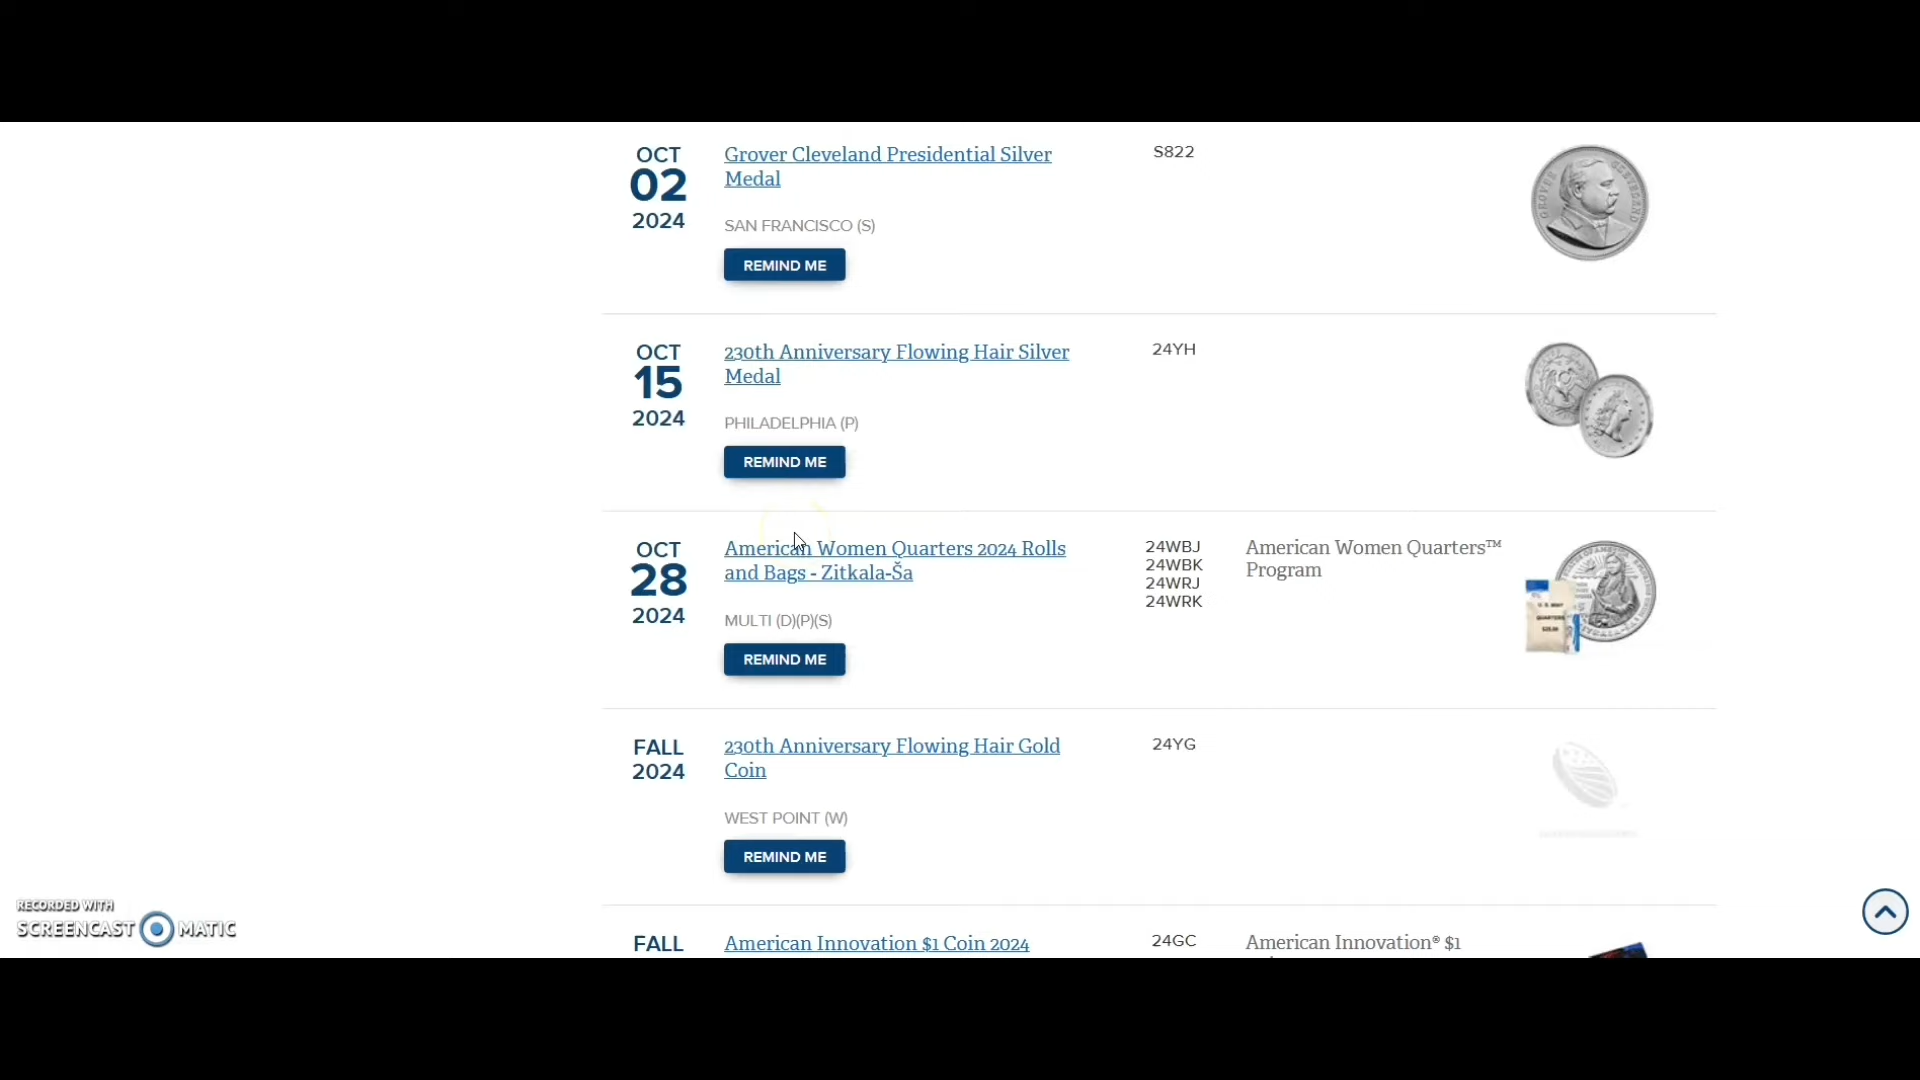 OCT
02
2024
Grover Cleveland Presidential Silver
Medal
SAN FRANCISCO (S)
REMIND ME
S822
OCT
15
2024
230th Anniversary Flowing Hair Silver
Medal
PHILADELPHIA (P)
REMIND ME
24YH
OCT
28
2024
American Women Quarters 2024 Rolls
and Bags - Zitkala-Ša
MULTI (D)(P)(S)
REMIND ME
24WBJ
24WBK
24WRJ
24WRK
American Women Quarters™
Program
FALL
2024
230th Anniversary Flowing Hair Gold
Coin
WEST POINT (W)
REMIND ME
24YG
FALL
American Innovation $1 Coin 2024
24GC
American Innovation® $1
RECORDED WITH
SCREENCAST MATIC
GROVER CLEVELAND
U.S. MINT
QUARTERS